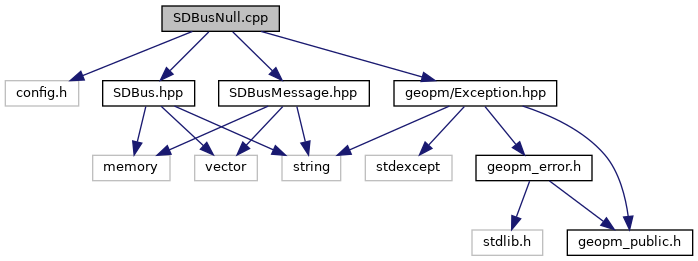 SDBusNull.cpp
config.h
SDBus.hpp
SDBusMessage.hpp
geopm/Exception.hpp
memory
vector
string
stdexcept
geopm_error.h
stdlib.h
geopm_public.h